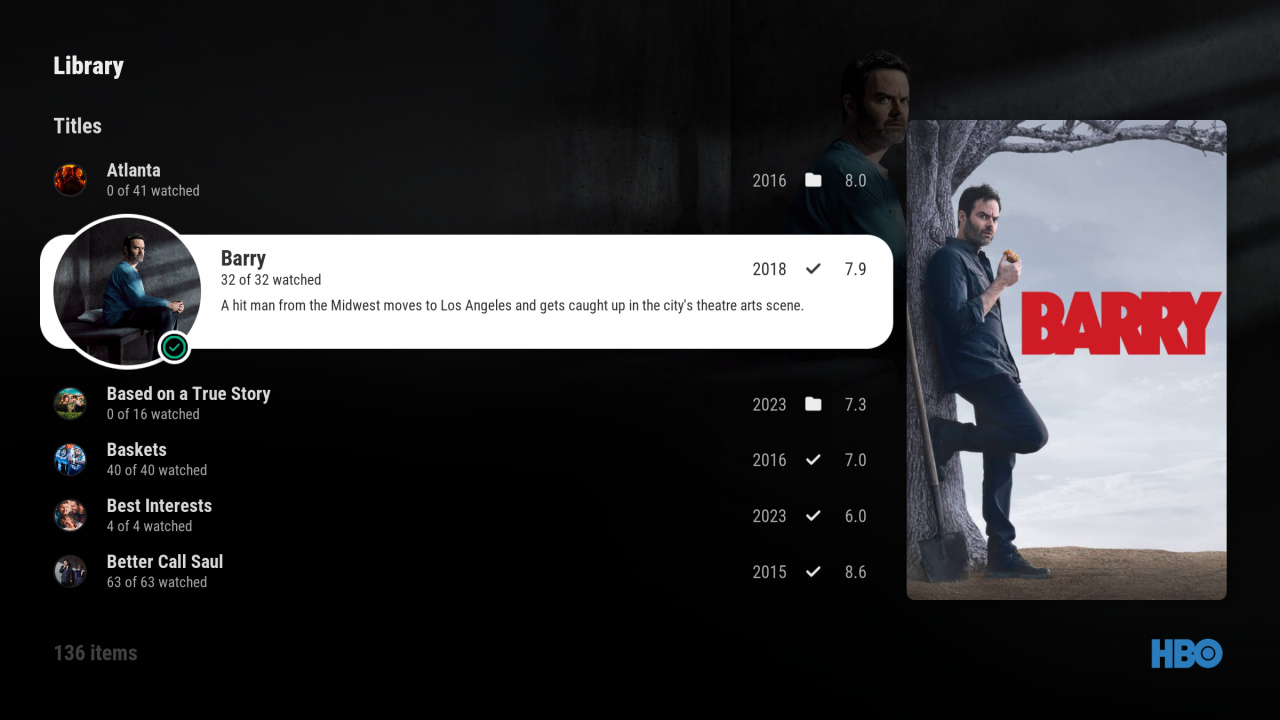 Library
Titles
Atlanta
0 of 41 watched
2016 8.0
Barry
32 of 32 watched
2018 7.9
A hit man from the Midwest moves to Los Angeles and gets caught up in the city's theatre arts scene.
BARRY
Based on a True Story
0 of 16 watched
2023 7.3
Baskets
40 of 40 watched
2016 7.0
Best Interests
4 of 4 watched
2023 6.0
Better Call Saul
63 of 63 watched
2015 8.6
136 items
HBO